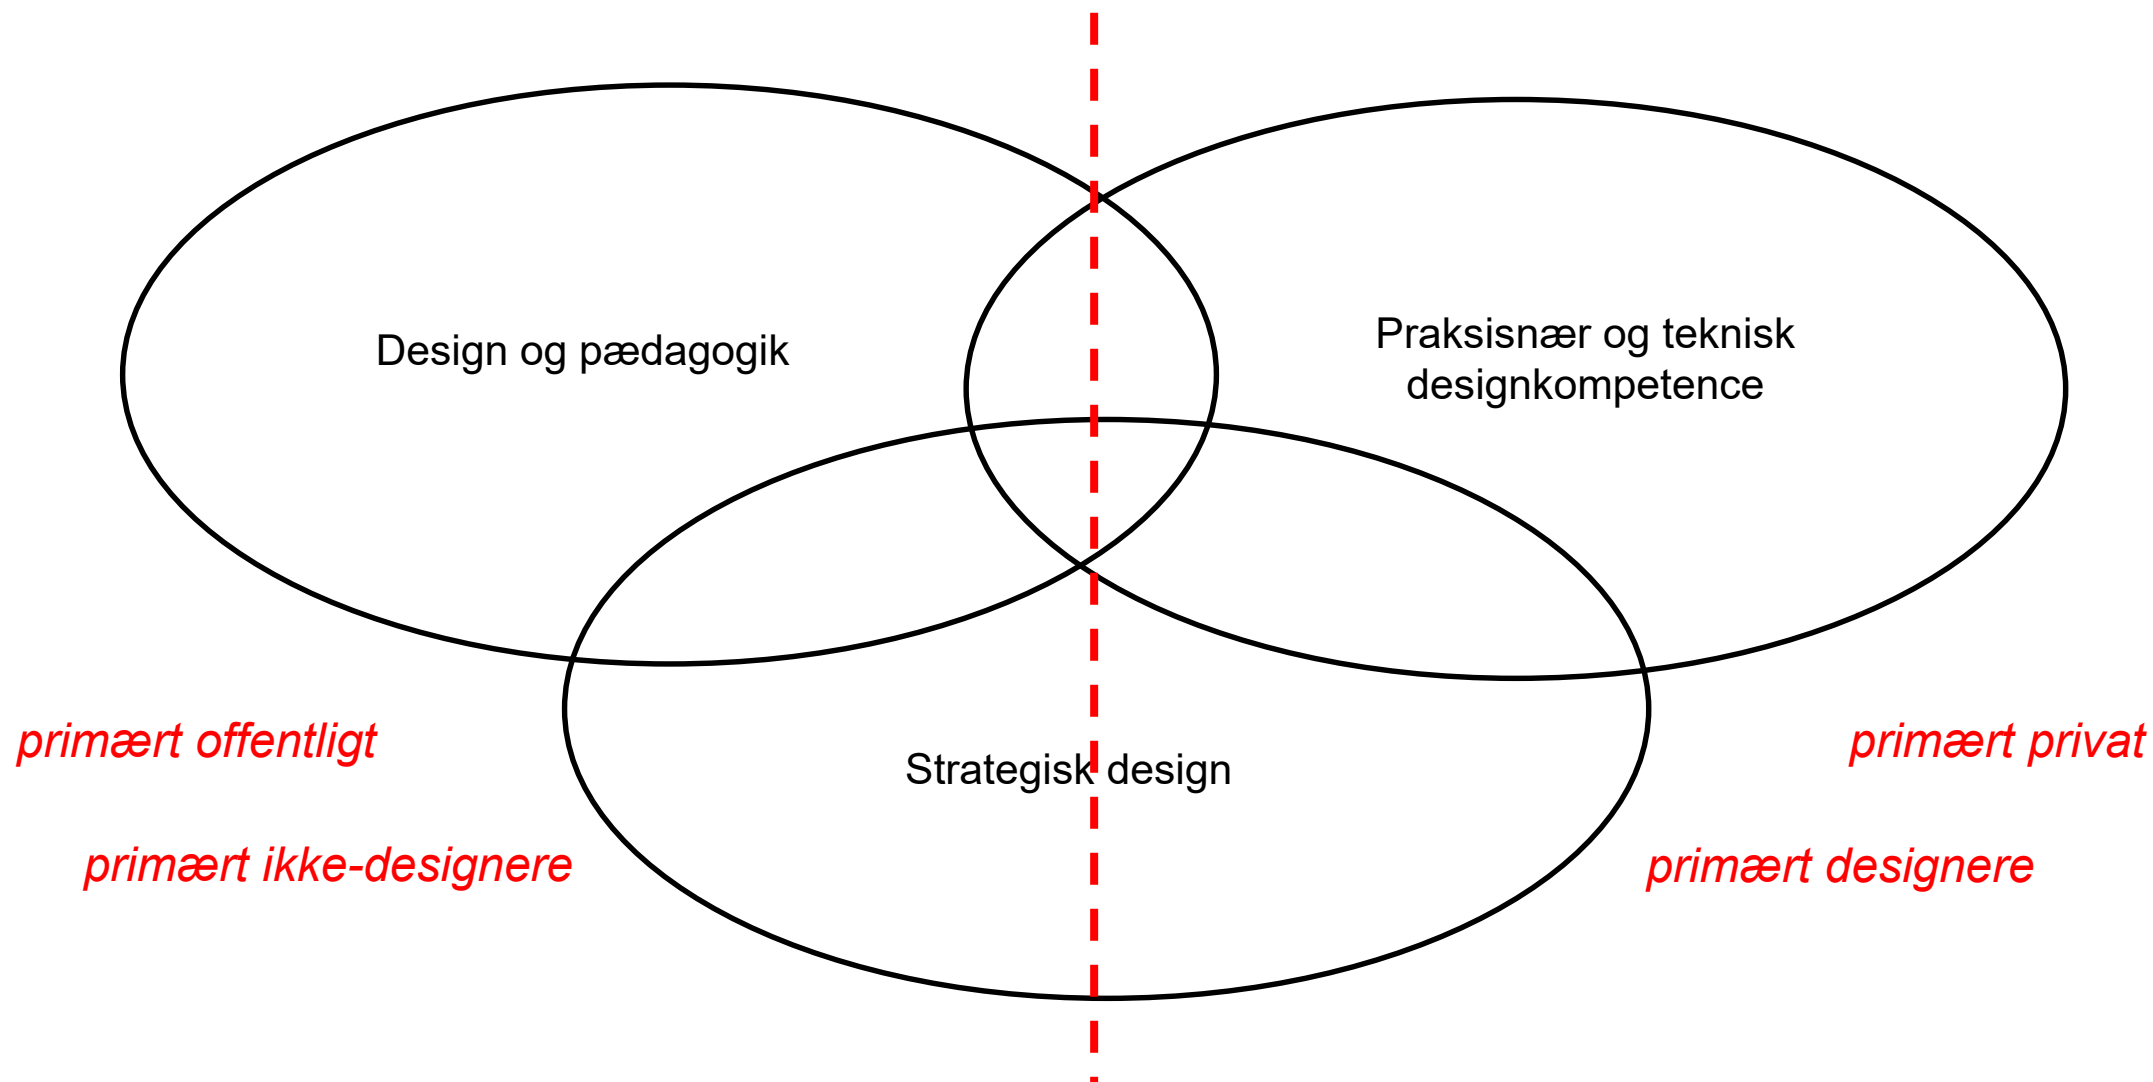 Design og pædagogik
Praksisnær og teknisk
designkompetence
primært offentligt
primært privat
Strategisk design
primært ikke-designere
primært designere